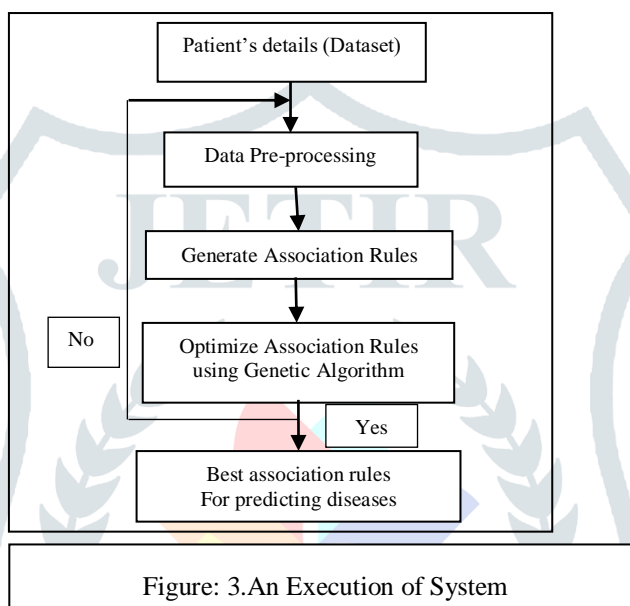 Patient’s details (Dataset)
Data Pre-processing
JETIR
Generate Association Rules
No
Optimize Association Rules
using Genetic Algorithm
Yes
Best association rules
For predicting diseases
Figure: 3.An Execution of System